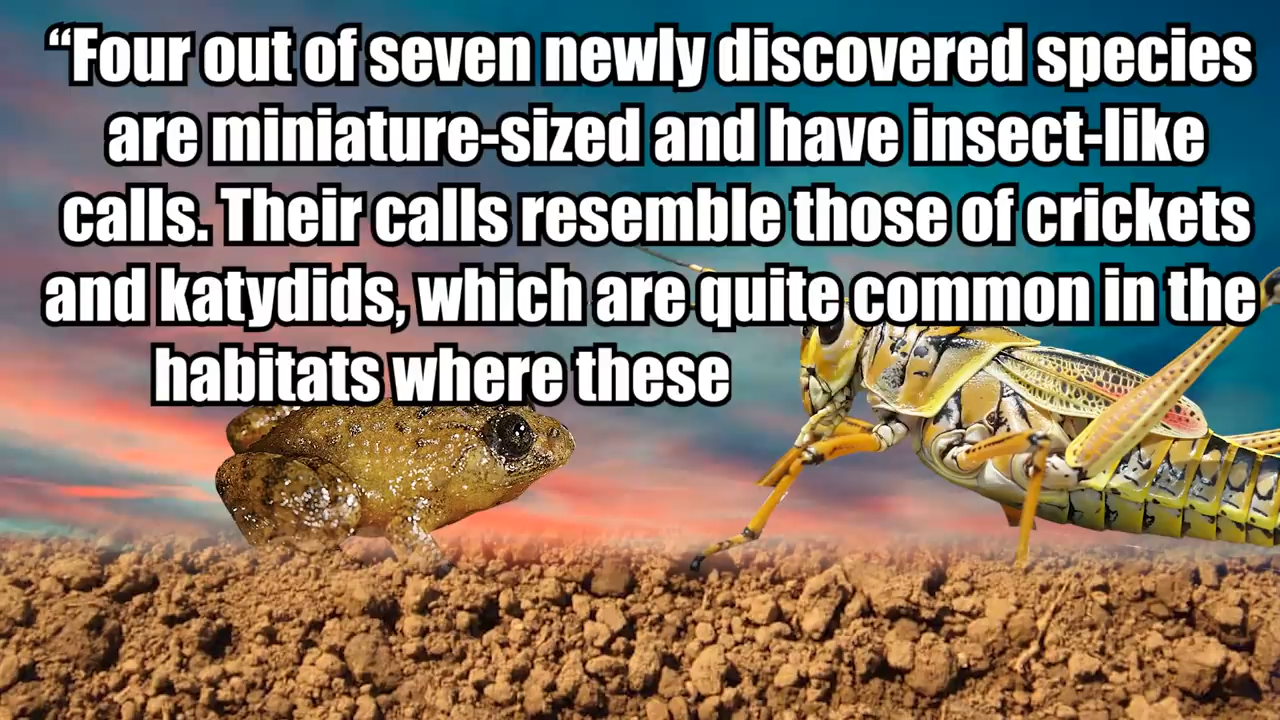 “Four out of seven newly discovered species
are miniature-sized and have insect-like
calls. Their calls resemble those of crickets
and katydids, which are quite common in the
habitats where these